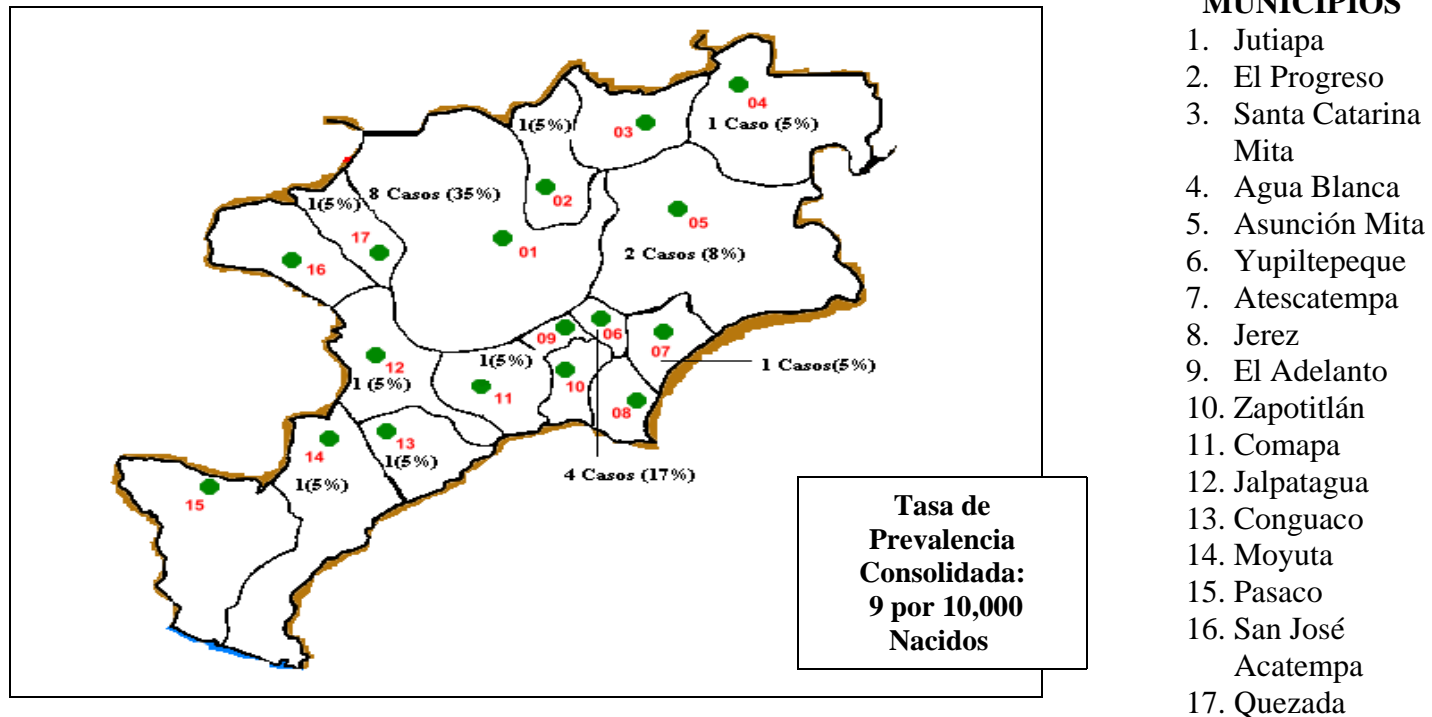 04
1(5%)
03
1 Caso (5%)
8 Casos (35%)
1(5%)
02
05
17
01
2 Casos (8%)
16
09
06
07
1(5%)
12
1 Casos(5%)
1 (5%)
10
11
08
13
14
1(5%)
4 Casos (17%)
1(5%)
15
Tasa de
Prevalencia
Consolidada:
9 por 10,000
Nacidos
MUNICIPIOS
1. Jutiapa
2. El Progreso
3. Santa Catarina
Mita
4. Agua Blanca
5. Asunción Mita
6. Yupiltepeque
7. Atescatempa
8. Jerez
9. El Adelanto
10. Zapotitlán
11. Comapa
12. Jalpatagua
13. Conguaco
14. Moyuta
15. Pasaco
16. San José
Acatempa
17. Quezada